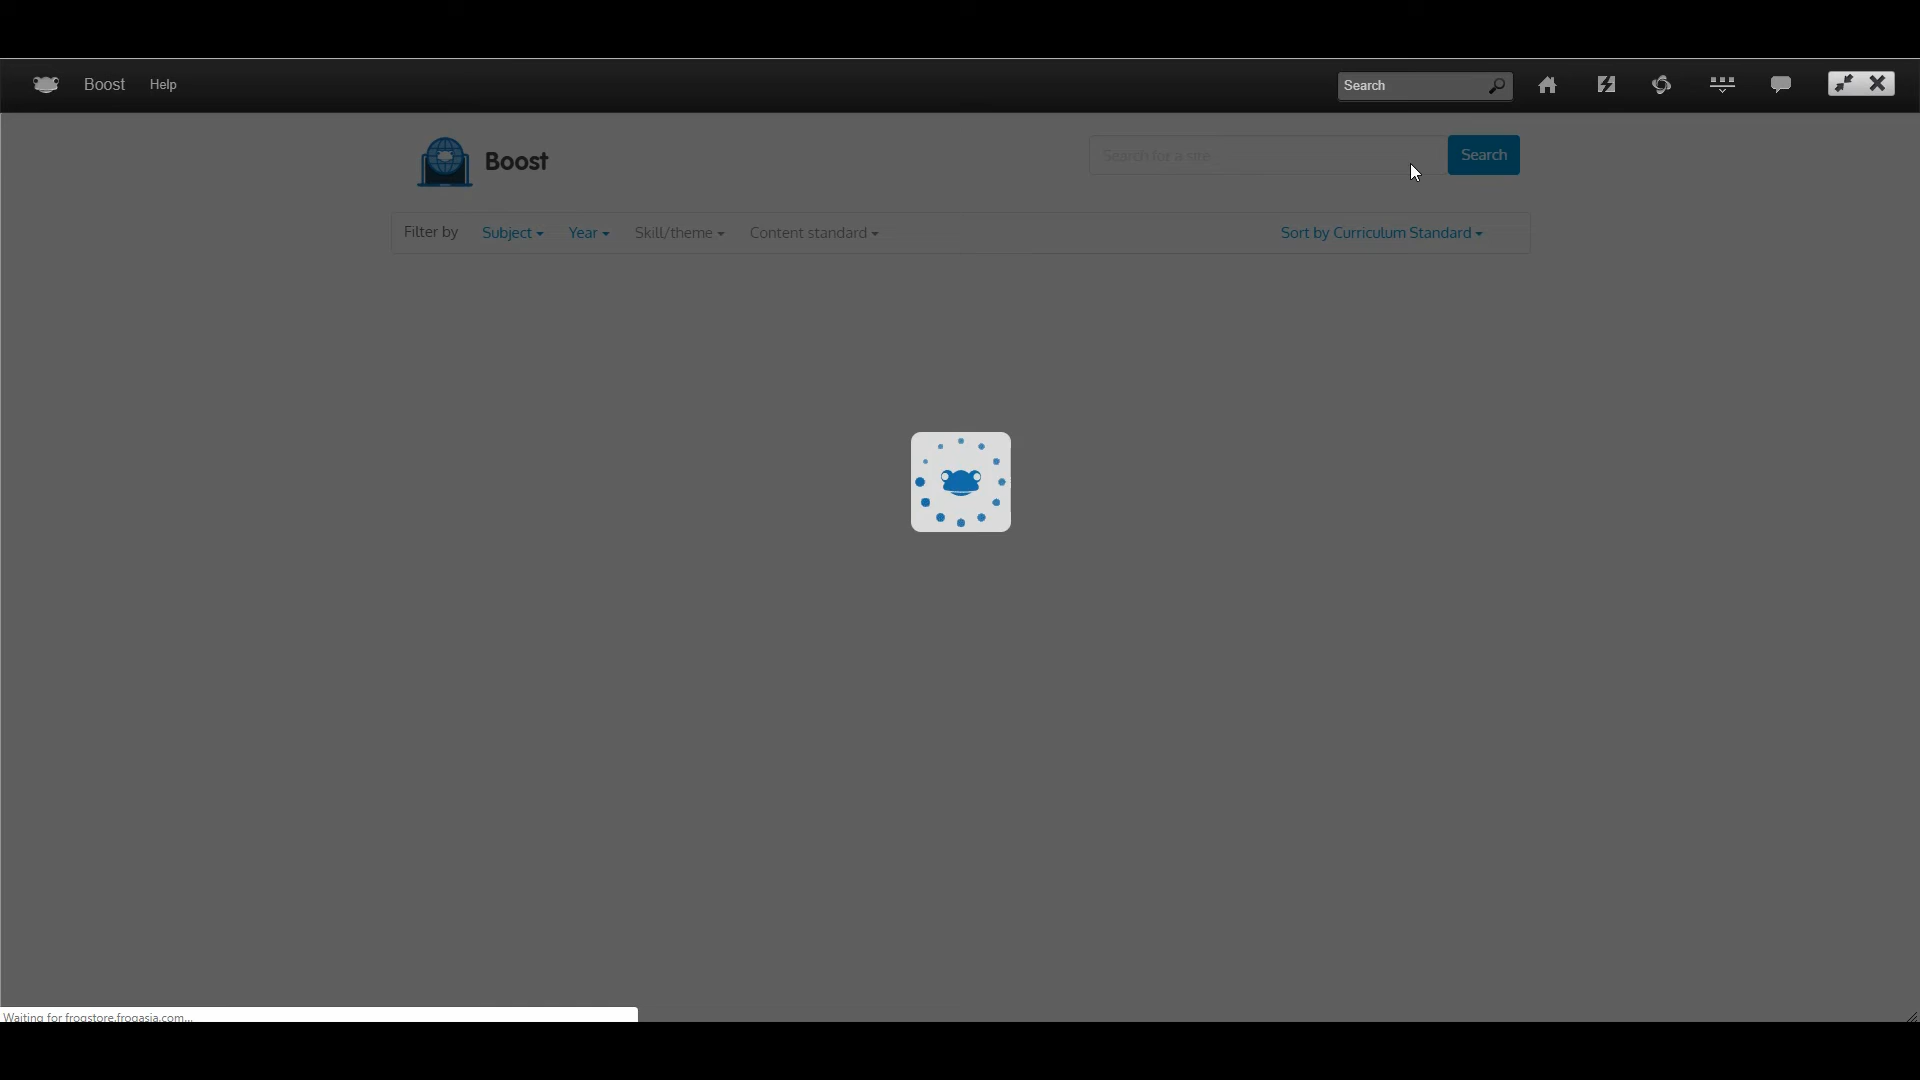 Boost Help Search
Boost Search for a site Search
Filter by Subject Year Skill/theme Content standard Sort by Curriculum Standard
Waiting for frogstore.frogasia.com...